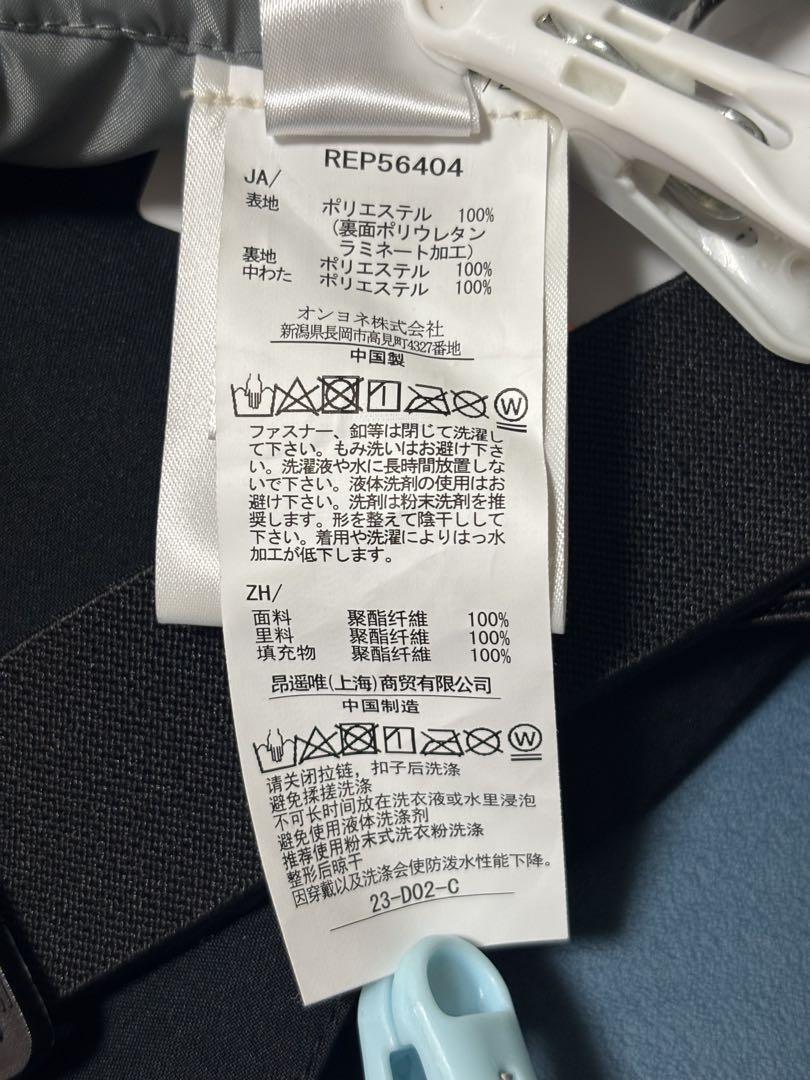 REP56404
JA/
表地 ポリエステル 100%
（裏面ポリウレタン
ラミネート加工）
裏地 ポリエステル 100%
中わた ポリエステル 100%
オンヨネ株式会社
新潟県長岡市高見町4327番地
中国製
W
ファスナー、釦等は閉じて洗濯し
て下さい。もみ洗いはお避け下さ
い。洗濯液や水に長時間放置しな
いで下さい。液体洗剤の使用はお
避け下さい。洗剤は粉末洗剤を推
奨します。形を整えて陰干しして
下さい。着用や洗濯によりはっ水
加工が低下します。
ZH/
面料 聚酯纤維 100%
里料 聚酯纤維 100%
填充物 聚酯纤維 100%
昂遥唯(上海)商贸有限公司
中国制造
W
请关闭拉链，扣子后洗涤
避免揉搓洗涤
不可长时间放在洗衣液或水里浸泡
避免使用液体洗涤剂
推荐使用粉末式洗衣粉洗涤
整形后晾干
因穿戴以及洗涤会使防泼水性能下降。
23-D02-C